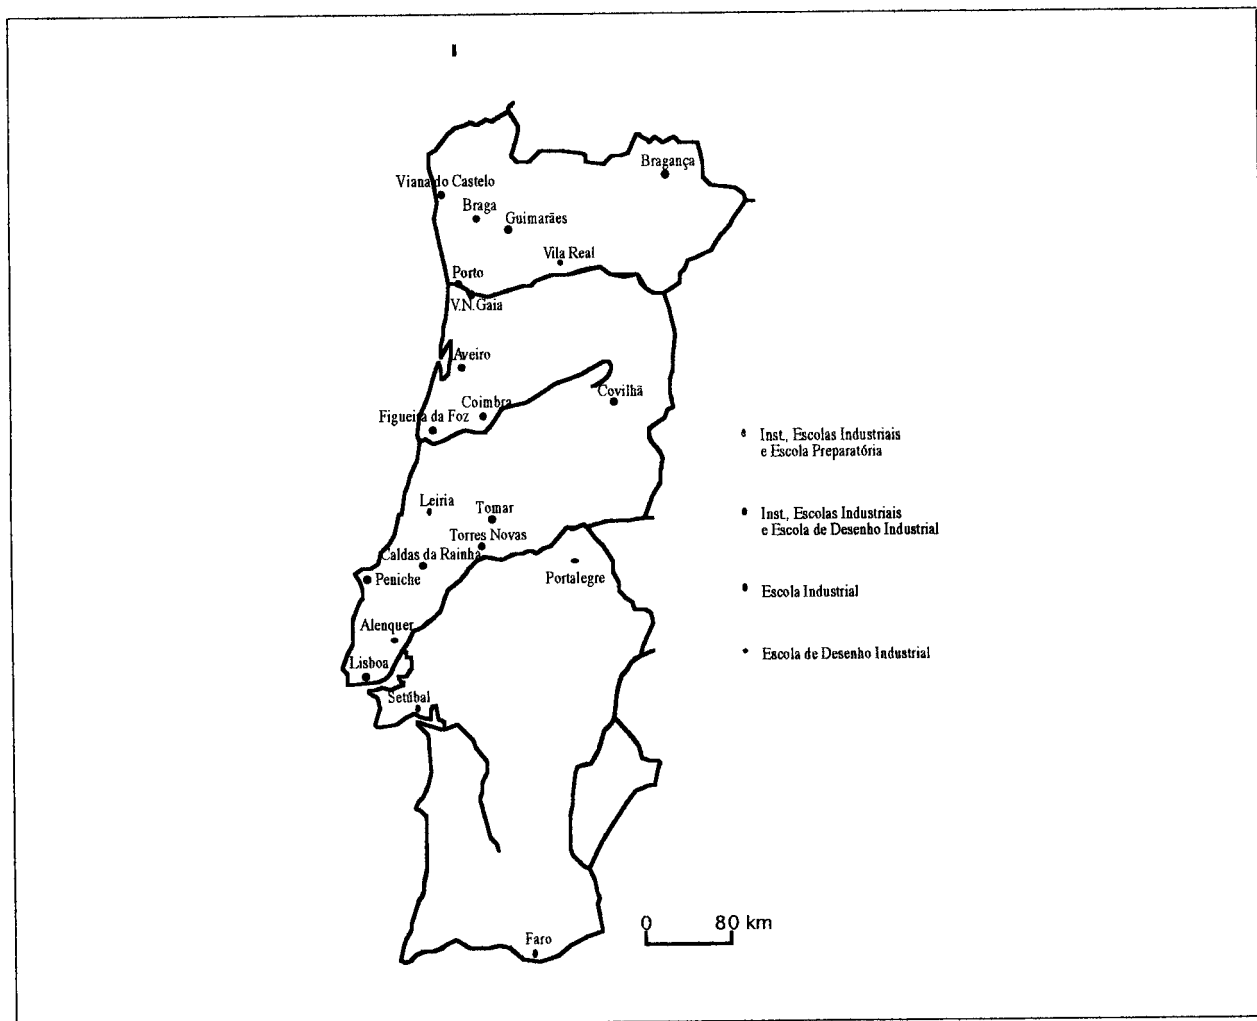 Bragança
Viana do Castelo
Braga
Guimarães
Vila Real
Porto
V.N.Gaia
Aveiro
Covilhã
Coimbra
Figueira da Foz
Inst., Escolas Industriais
e Escola Preparatória
Leiria
Tomar
Inst., Escolas Industriais
e Escola de Desenho Industrial
Torres Novas
Caldas da Rainha
Peniche
Portalegre
Escola Industrial
Alenquer
Escola de Desenho Industrial
Lisboa
Setúbal
0 80 km
Faro